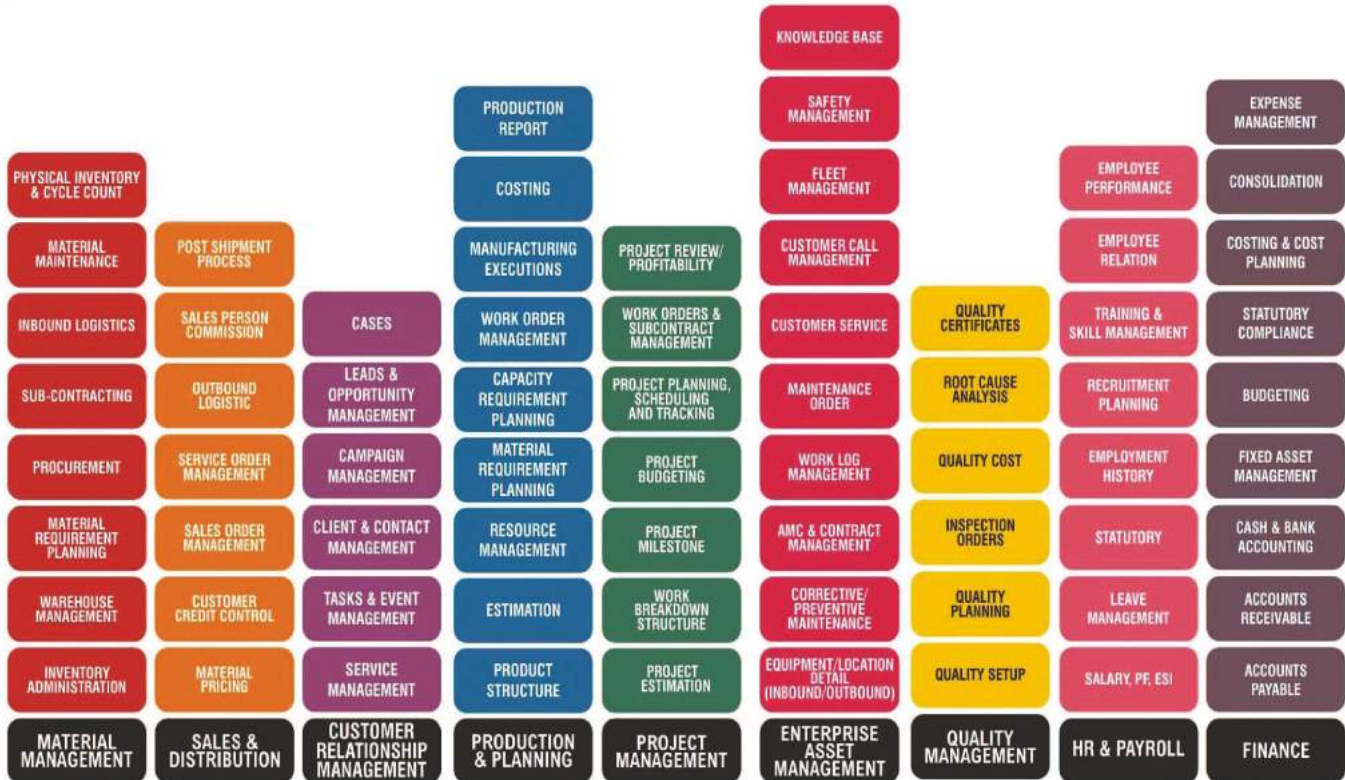 PHYSICAL INVENTORY
& CYCLE COUNT
MATERIAL
MAINTENANCE
INBOUND LOGISTICS
SUB-CONTRACTING
PROCUREMENT
MATERIAL
REQUIREMENT
PLANNING
WAREHOUSE
MANAGEMENT
INVENTORY
ADMINISTRATION
MATERIAL
MANAGEMENT
POST SHIPMENT
PROCESS
SALES PERSON
COMMISSION
OUTBOUND
LOGISTIC
SERVICE ORDER
MANAGEMENT
SALES ORDER
MANAGEMENT
CUSTOMER
CREDIT CONTROL
MATERIAL
PRICING
SALES &
DISTRIBUTION
CASES
LEADS &
OPPORTUNITY
MANAGEMENT
CAMPAIGN
MANAGEMENT
CLIENT & CONTACT
MANAGEMENT
TASKS & EVENT
MANAGEMENT
SERVICE
MANAGEMENT
CUSTOMER
RELATIONSHIP
MANAGEMENT
PRODUCTION
REPORT
COSTING
MANUFACTURING
EXECUTIONS
WORK ORDER
MANAGEMENT
CAPACITY
REQUIREMENT
PLANNING
MATERIAL
REQUIREMENT
PLANNING
RESOURCE
MANAGEMENT
ESTIMATION
PRODUCT
STRUCTURE
PRODUCTION
& PLANNING
PROJECT REVIEW/
PROFITABILITY
WORK ORDERS &
SUBCONTRACT
MANAGEMENT
PROJECT PLANNING,
SCHEDULING
AND TRACKING
PROJECT
BUDGETING
PROJECT
MILESTONE
WORK
BREAKDOWN
STRUCTURE
PROJECT
ESTIMATION
PROJECT
MANAGEMENT
KNOWLEDGE BASE
SAFETY
MANAGEMENT
FLEET
MANAGEMENT
CUSTOMER CALL
MANAGEMENT
CUSTOMER SERVICE
MAINTENANCE
ORDER
WORK LOG
MANAGEMENT
AMC & CONTRACT
MANAGEMENT
CORRECTIVE/
PREVENTIVE
MAINTENANCE
EQUIPMENT/LOCATION
DETAIL
(INBOUND/OUTBOUND)
ENTERPRISE
ASSET
MANAGEMENT
QUALITY
CERTIFICATES
ROOT CAUSE
ANALYSIS
QUALITY COST
INSPECTION
ORDERS
QUALITY
PLANNING
QUALITY SETUP
QUALITY
MANAGEMENT
EMPLOYEE
PERFORMANCE
EMPLOYEE
RELATION
TRAINING &
SKILL MANAGEMENT
RECRUITMENT
PLANNING
EMPLOYMENT
HISTORY
STATUTORY
LEAVE
MANAGEMENT
SALARY, PF, ESI
HR & PAYROLL
EXPENSE
MANAGEMENT
CONSOLIDATION
COSTING & COST
PLANNING
STATUTORY
COMPLIANCE
BUDGETING
FIXED ASSET
MANAGEMENT
CASH & BANK
ACCOUNTING
ACCOUNTS
RECEIVABLE
ACCOUNTS
PAYABLE
FINANCE